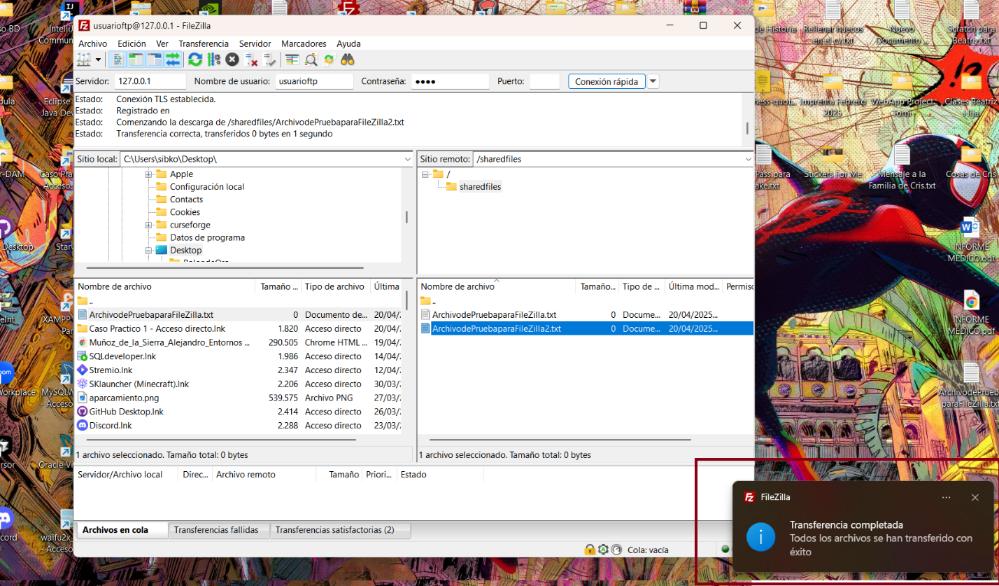 so BD
IntelliJ
Commun
usuarioftp@127.0.0.1 - FileZilla
Archivo Edición Ver Transferencia Servidor Marcadores Ayuda
Servidor: 127.0.0.1 Nombre de usuario: usuarioftp Contraseña: ●●●● Puerto: Conexión rápida
Estado: Conexión TLS establecida.
Estado: Registrado en
Estado: Comenzando la descarga de /sharedfiles/ArchivodePruebaparaFileZilla2.txt
Estado: Transferencia correcta, transferidos 0 bytes en 1 segundo
Sitio local: C:\Users\sibko\Desktop\
Apple
Configuración local
Contacts
Cookies
curseforge
Datos de programa
Desktop
Sitio remoto: /sharedfiles
/
sharedfiles
Nombre de archivo Tamaño ... Tipo de archivo Última
..
ArchivodePruebaparaFileZilla.txt 0 Documento de... 20/04/
Caso Practico 1 - Acceso directo.lnk 1.820 Acceso directo 20/04/
Muñoz_de_la_Sierra_Alejandro_Entornos ... 290.505 Chrome HTML ... 19/04/
SQLdeveloper.lnk 1.986 Acceso directo 14/04/
Stremio.lnk 2.347 Acceso directo 12/04/
SKlauncher (Minecraft).lnk 2.206 Acceso directo 30/03/
aparcamiento.png 539.575 Archivo PNG 27/03/
GitHub Desktop.lnk 2.414 Acceso directo 26/03/
Discord.lnk 2.288 Acceso directo 23/03/
1 archivo seleccionado. Tamaño total: 0 bytes
Nombre de archivo Tamaño... Tipo de ... Última mod... Permisc
..
ArchivodePruebaparaFileZilla.txt 0 Docume... 20/04/2025...
ArchivodePruebaparaFileZilla2.txt 0 Docume... 20/04/2025...
1 archivo seleccionado. Tamaño total: 0 bytes
Servidor/Archivo local Direc... Archivo remoto Tamaño Priori... Estado
Archivos en cola Transferencias fallidas Transferencias satisfactorias (2)
Cola: vacía
FileZilla
Transferencia completada
Todos los archivos se han transferido con
éxito
de Historia
Rellenar huecos
en el cv.txt
Nuevo
Documento ...
Scratch para
Beatriz.txt
Imprenta Febrero
2025
WebApp Project
Tomi
Clases Beatriz
Hija
Pass para
ake.txt
Stickers For Me
Mensaje a la
Familia de Cris.txt
Cosas de Cris
INFORME
MEDICO.odt
INFORME
MEDICO.pdf
ArchivodePrueb
paraFileZilla.txt
Eclipse
Java Dev
Caso Pra
Acceso
Desktop
StarU
XAMPP
Par
Workplace
MySQLW
- Acceso
Oracle Vi
waifu2x
- Acceso